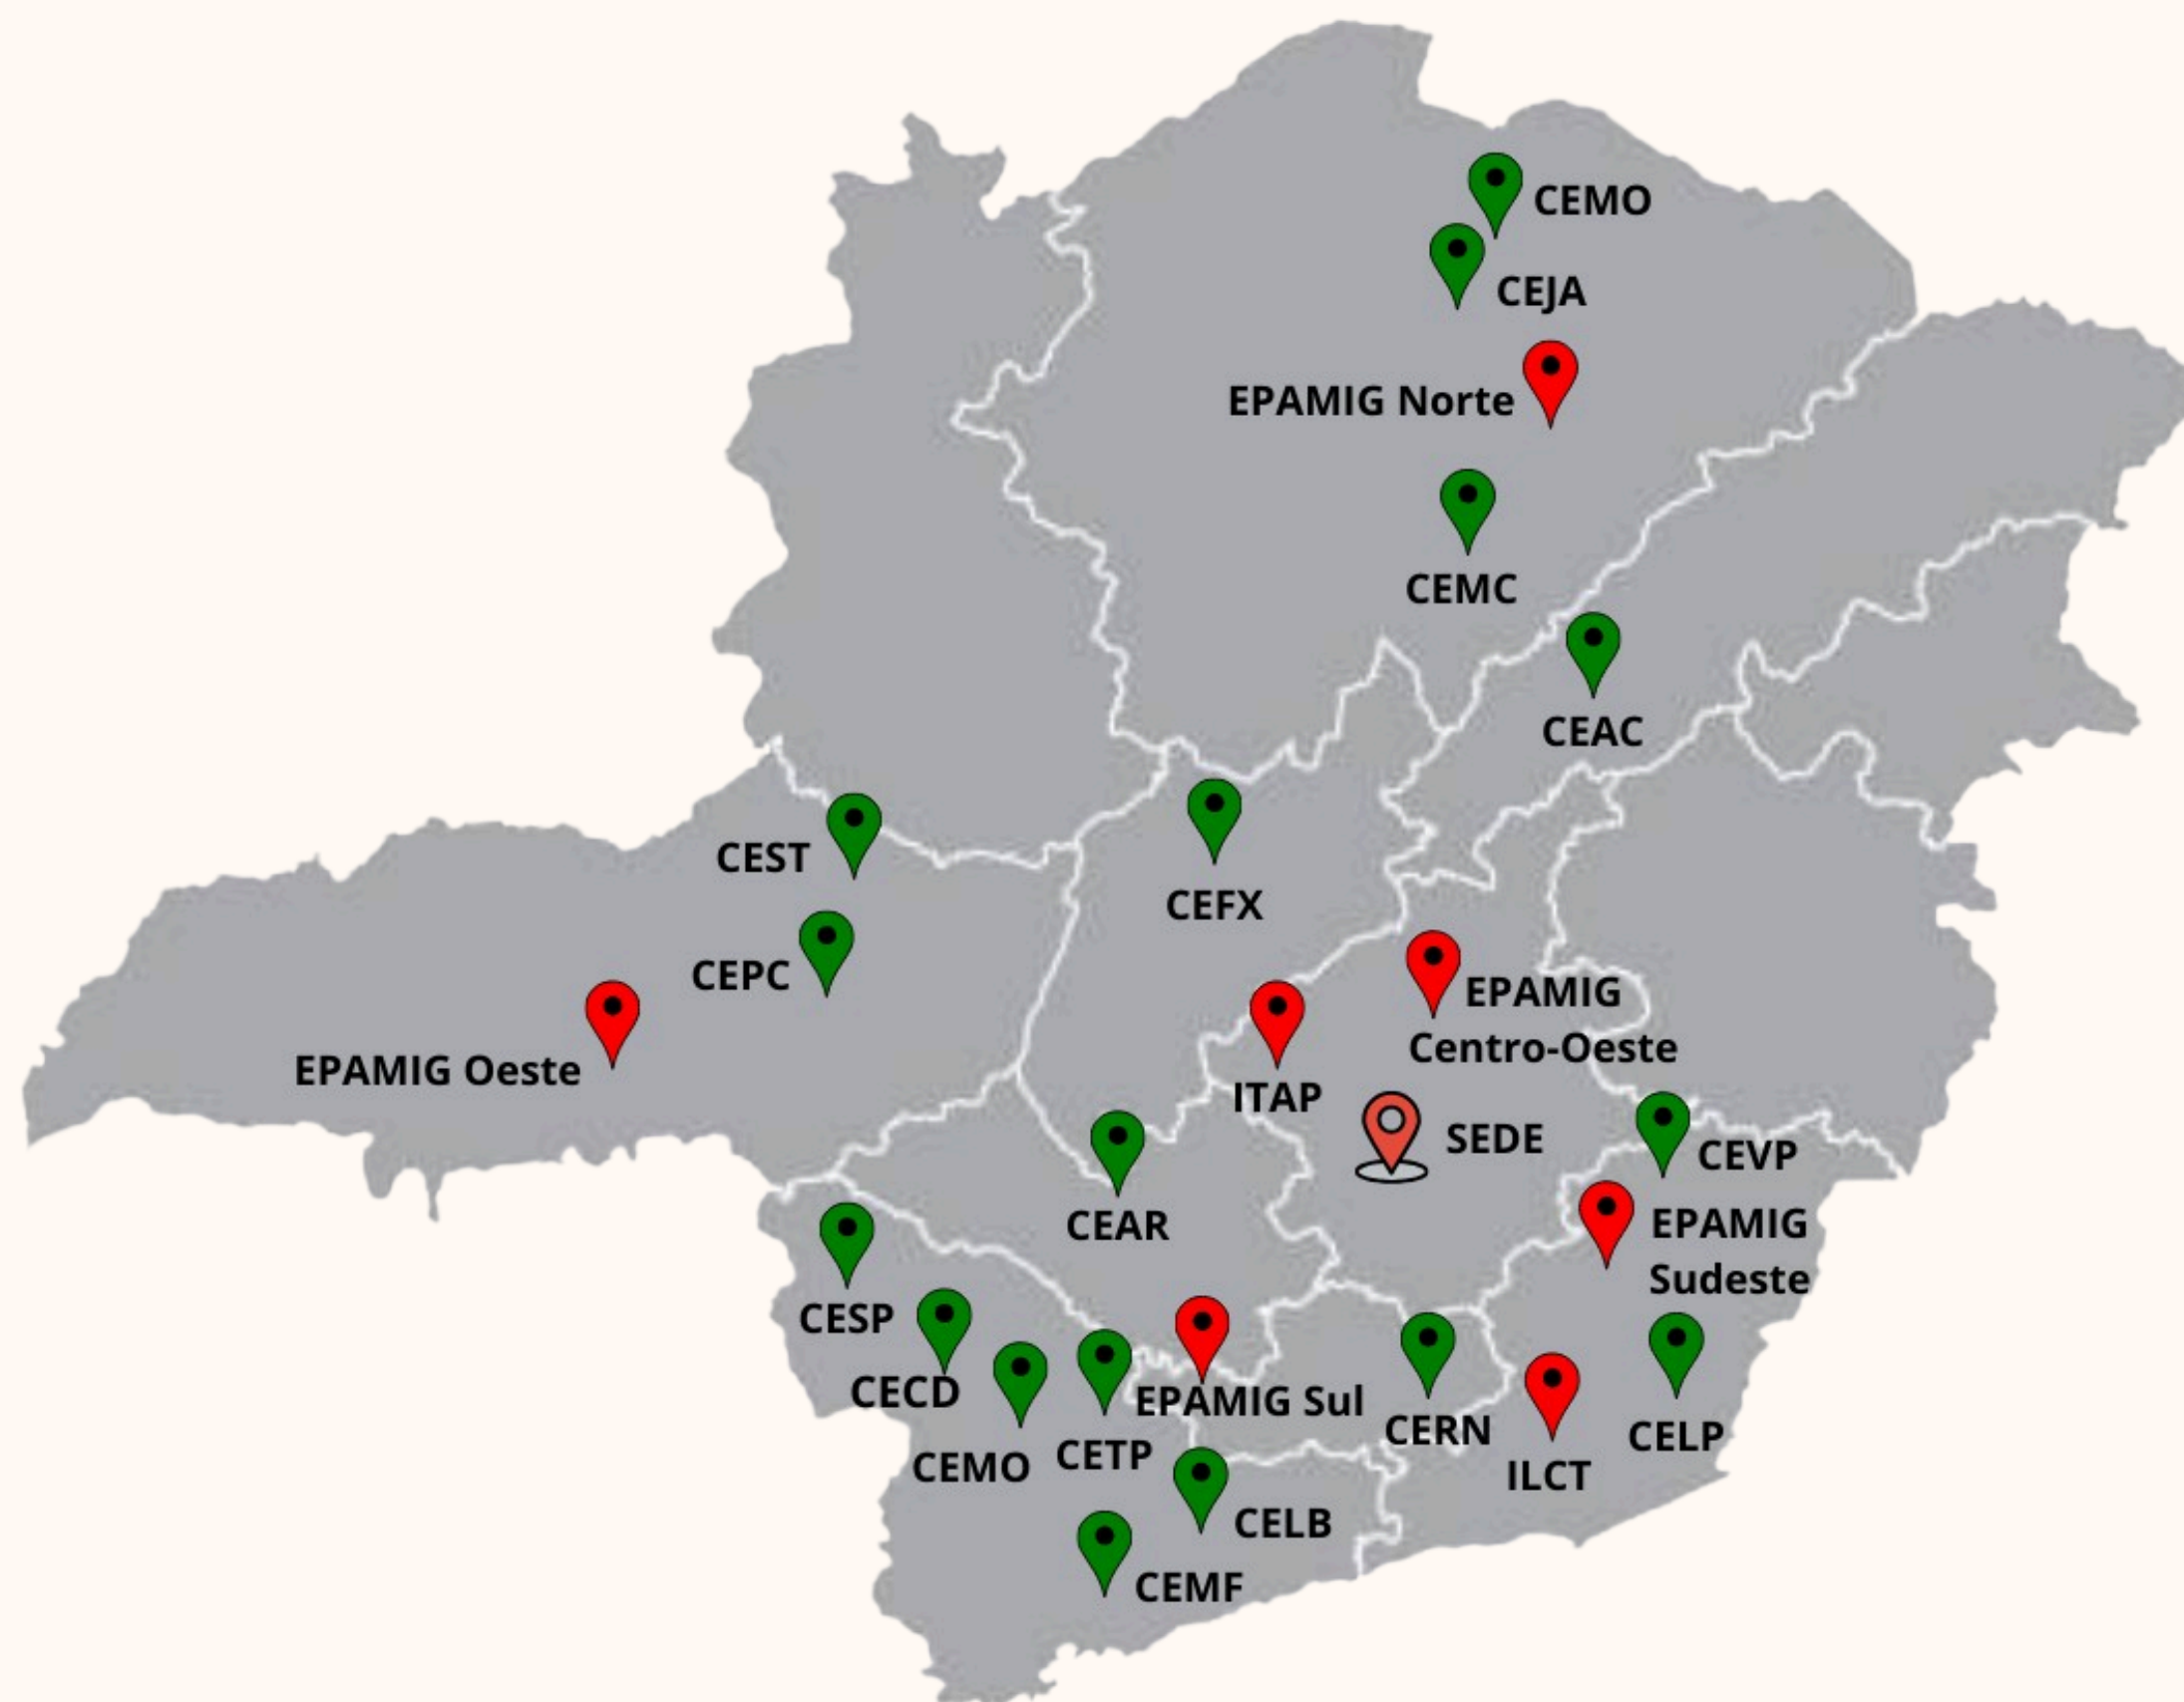 CEMO
CEJA
EPAMIG Norte
CEMC
CEAC
CEST
CEFX
CEPC
EPAMIG
Centro-Oeste
EPAMIG Oeste
ITAP
SEDE
CEVP
CEAR
EPAMIG
Sudeste
CESP
CECD
EPAMIG Sul
CERN
CELP
CEMO
CETP
ILCT
CELB
CEMF